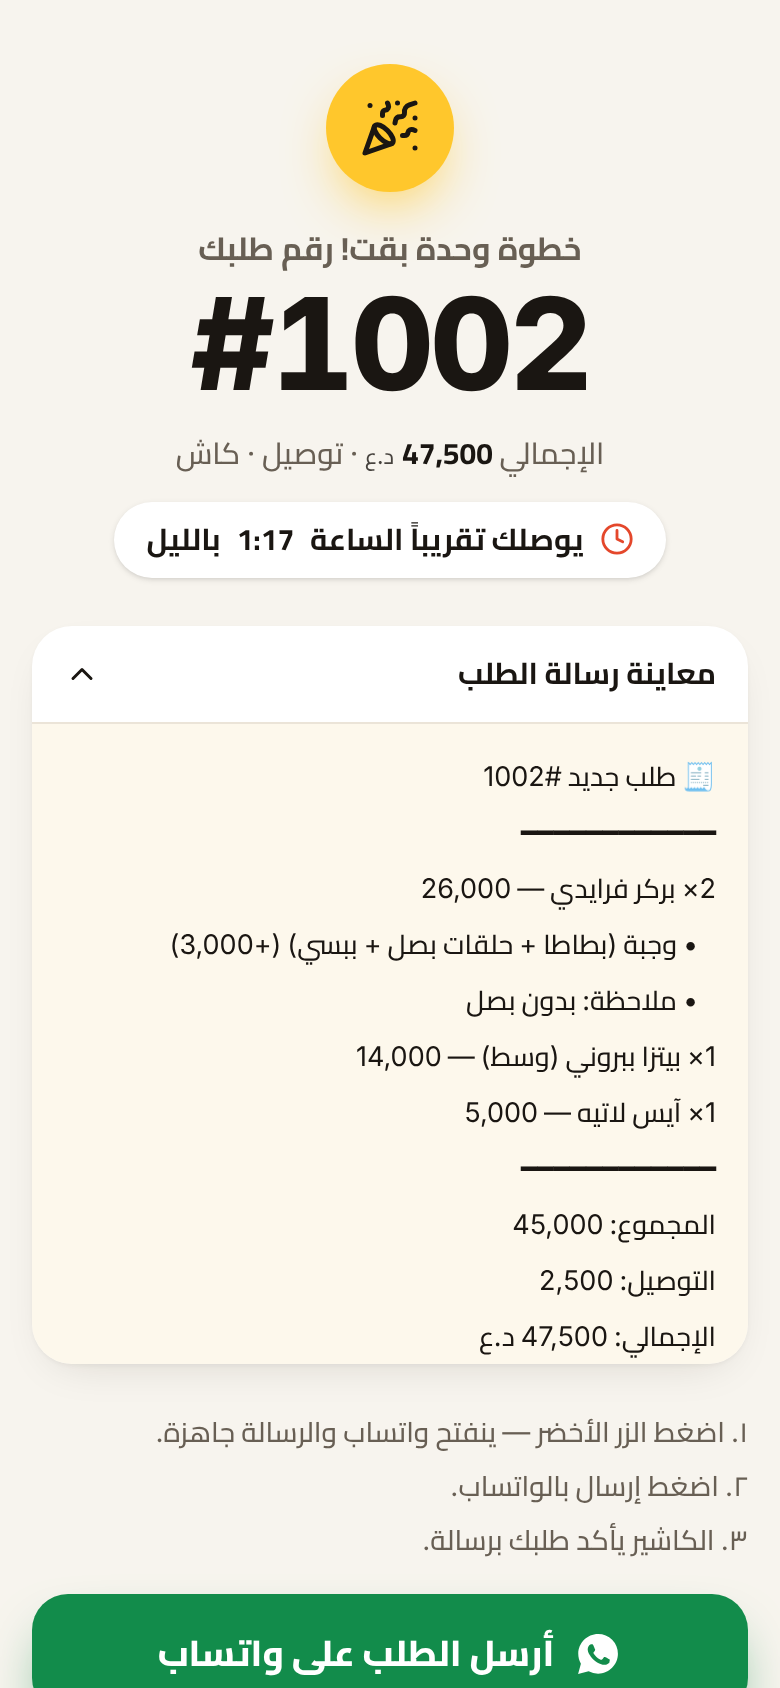 خطوة وحدة بقت! رقم طلبك
#1002
الإجمالي 47,500 د.ع · توصيل · كاش
يوصلك تقريباً الساعة 1:17 بالليل
معاينة رسالة الطلب
🧾 طلب جديد #1002
━━━━━━━━━━━━━
2× بركر فرايدي — 26,000
• وجبة (بطاطا + حلقات بصل + ببسي) (+3,000)
• ملاحظة: بدون بصل
1× بيتزا ببروني (وسط) — 14,000
1× آيس لاتيه — 5,000
━━━━━━━━━━━━━
المجموع: 45,000
التوصيل: 2,500
الإجمالي: 47,500 د.ع
١. اضغط الزر الأخضر — ينفتح واتساب والرسالة جاهزة.
٢. اضغط إرسال بالواتساب.
٣. الكاشير يأكد طلبك برسالة.
أرسل الطلب على واتساب